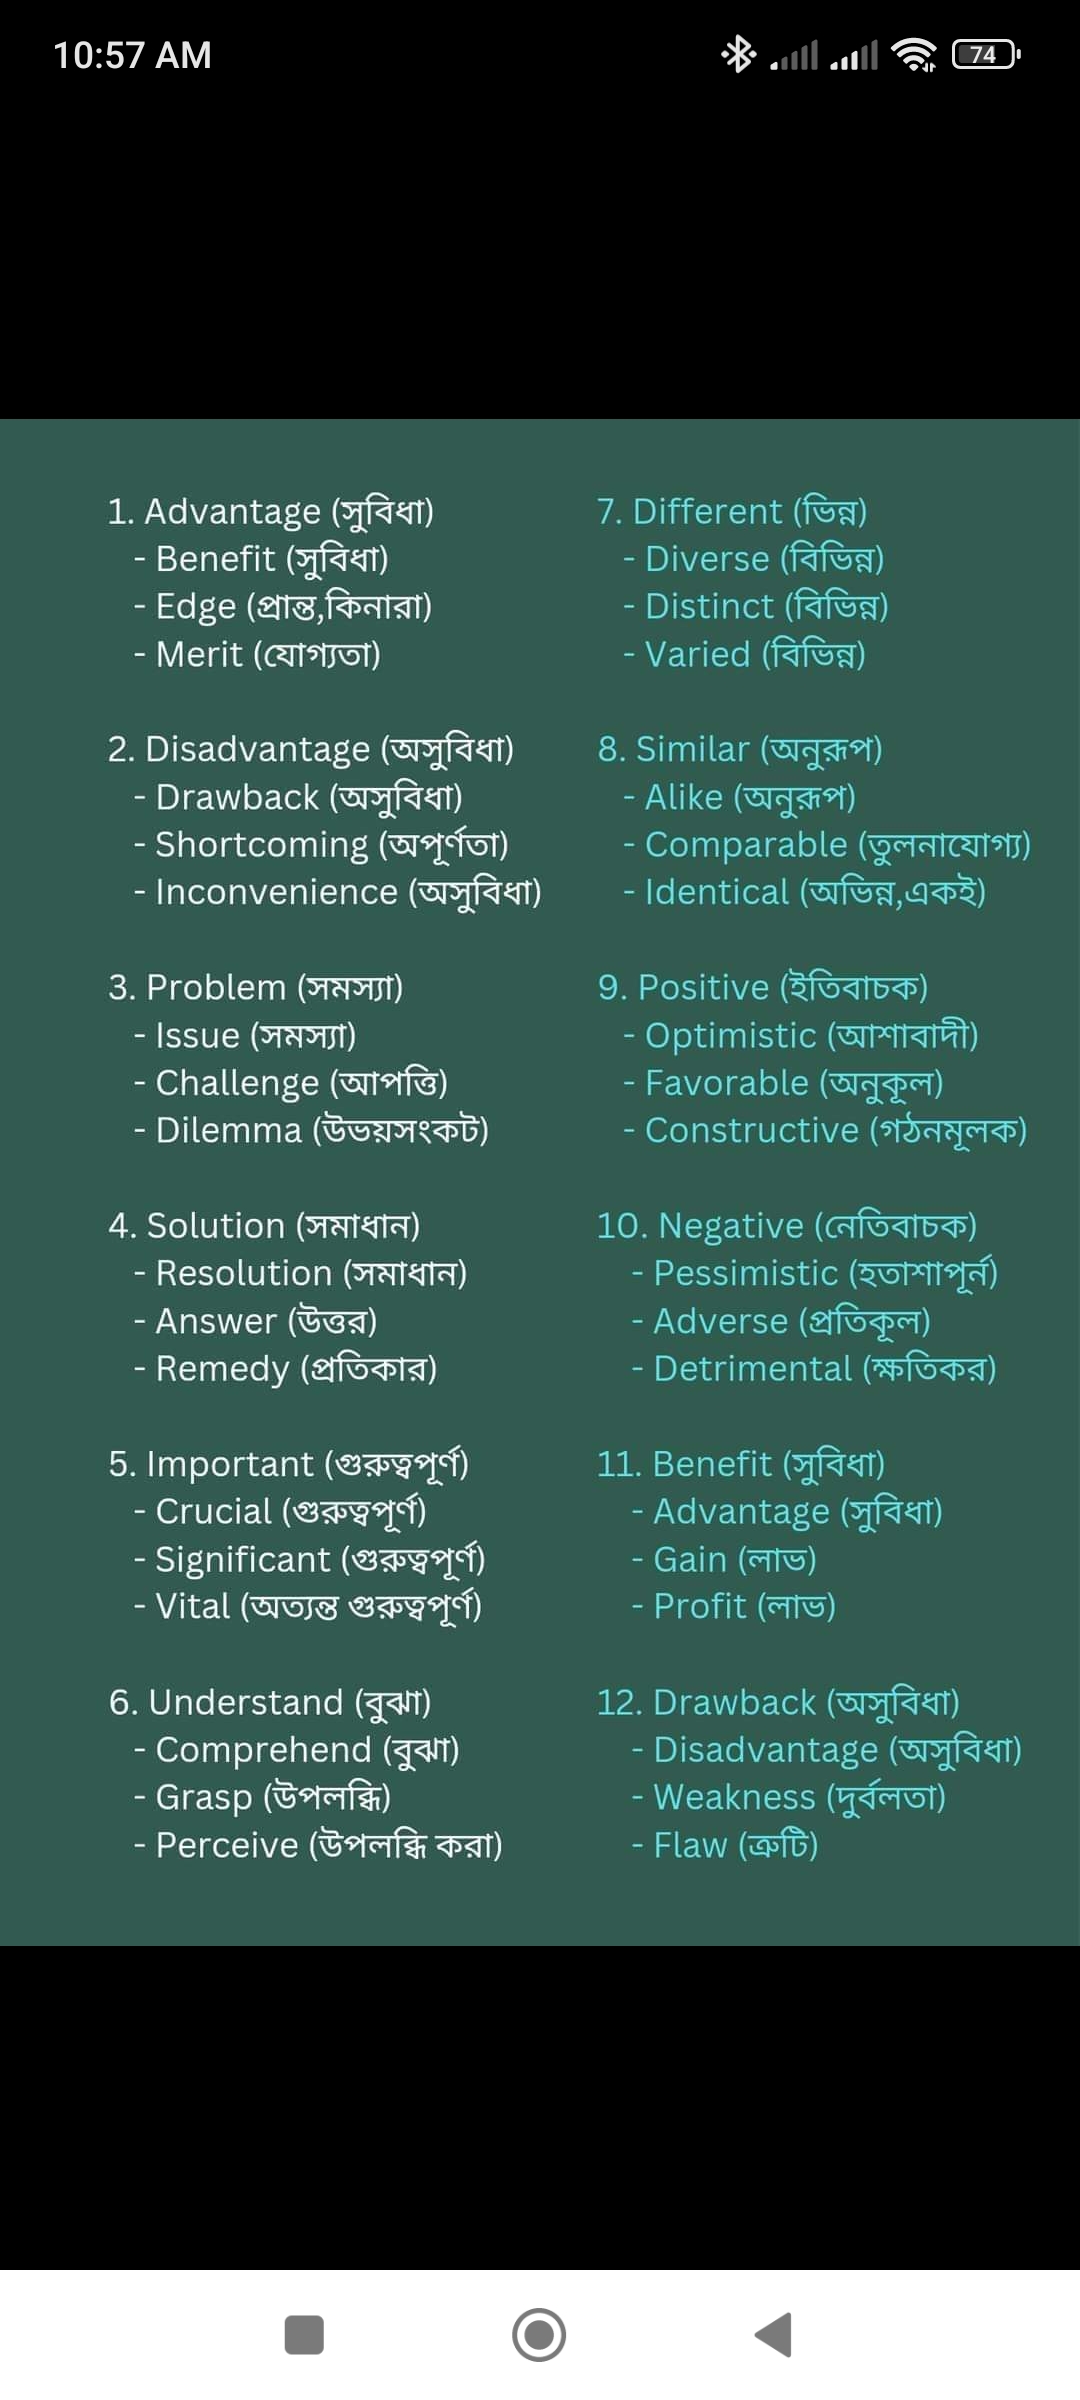 10:57 AM
74
1. Advantage (সুবিধা)
- Benefit (সুবিধা)
- Edge (প্রান্ত,কিনারা)
- Merit (যোগ্যতা)
2. Disadvantage (অসুবিধা)
- Drawback (অসুবিধা)
- Shortcoming (অপূর্ণতা)
- Inconvenience (অসুবিধা)
3. Problem (সমস্যা)
- Issue (সমস্যা)
- Challenge (আপত্তি)
- Dilemma (উভয়সংকট)
4. Solution (সমাধান)
- Resolution (সমাধান)
- Answer (উত্তর)
- Remedy (প্রতিকার)
5. Important (গুরুত্বপূর্ণ)
- Crucial (গুরুত্বপূর্ণ)
- Significant (গুরুত্বপূর্ণ)
- Vital (অত্যন্ত গুরুত্বপূর্ণ)
6. Understand (বুঝা)
- Comprehend (বুঝা)
- Grasp (উপলব্ধি)
- Perceive (উপলব্ধি করা)
7. Different (ভিন্ন)
- Diverse (বিভিন্ন)
- Distinct (বিভিন্ন)
- Varied (বিভিন্ন)
8. Similar (অনুরূপ)
- Alike (অনুরূপ)
- Comparable (তুলনাযোগ্য)
- Identical (অভিন্ন,একই)
9. Positive (ইতিবাচক)
- Optimistic (আশাবাদী)
- Favorable (অনুকূল)
- Constructive (গঠনমূলক)
10. Negative (নেতিবাচক)
- Pessimistic (হতাশাপূর্ন)
- Adverse (প্রতিকূল)
- Detrimental (ক্ষতিকর)
11. Benefit (সুবিধা)
- Advantage (সুবিধা)
- Gain (লাভ)
- Profit (লাভ)
12. Drawback (অসুবিধা)
- Disadvantage (অসুবিধা)
- Weakness (দুর্বলতা)
- Flaw (ত্রুটি)